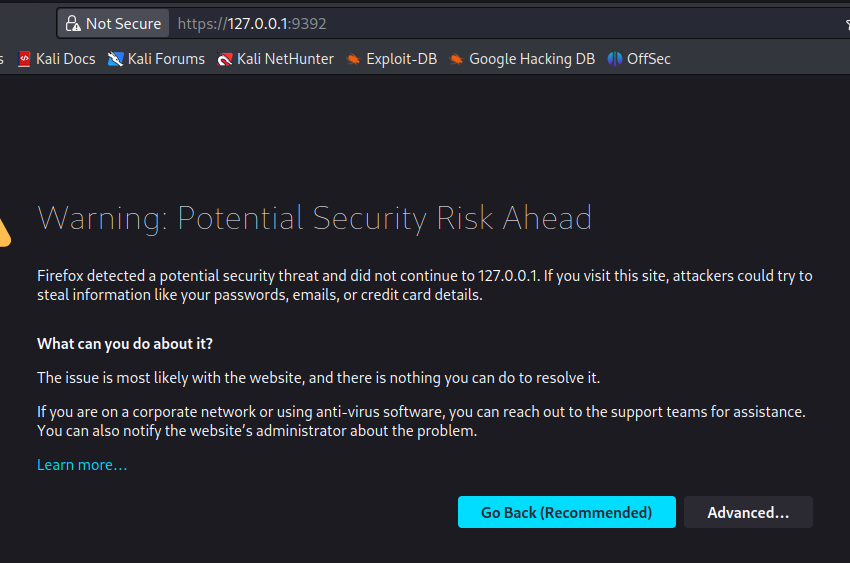 Not Secure https://127.0.0.1:9392
s Kali Docs Kali Forums Kali NetHunter Exploit-DB Google Hacking DB OffSec
Warning: Potential Security Risk Ahead
Firefox detected a potential security threat and did not continue to 127.0.0.1. If you visit this site, attackers could try to
steal information like your passwords, emails, or credit card details.
What can you do about it?
The issue is most likely with the website, and there is nothing you can do to resolve it.
If you are on a corporate network or using anti-virus software, you can reach out to the support teams for assistance.
You can also notify the website’s administrator about the problem.
Learn more…
Go Back (Recommended) Advanced…